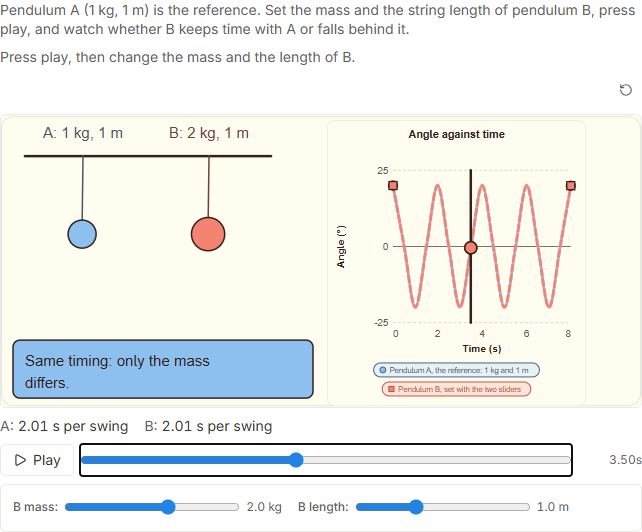 Pendulum A (1 kg, 1 m) is the reference. Set the mass and the string length of pendulum B, press
play, and watch whether B keeps time with A or falls behind it.
Press play, then change the mass and the length of B.
A: 1 kg, 1 m
B: 2 kg, 1 m
Same timing: only the mass
differs.
Angle against time
25
0
-25
Angle (°)
0 2 4 6 8
Time (s)
Pendulum A, the reference: 1 kg and 1 m
Pendulum B, set with the two sliders
A: 2.01 s per swing B: 2.01 s per swing
Play
3.50s
B mass: 2.0 kg B length: 1.0 m